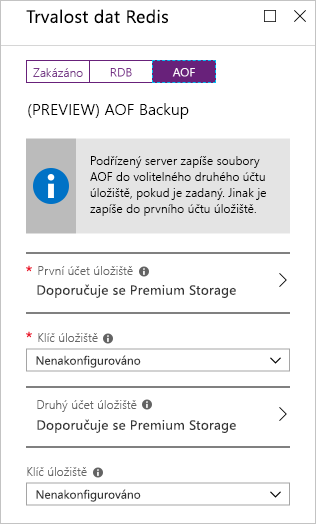 Trvalost dat Redis
Zakázáno RDB AOF
(PREVIEW) AOF Backup
Podřízený server zapíše soubory
AOF do volitelného druhého účtu
úložiště, pokud je zadaný. Jinak je
zapíše do prvního účtu úložiště.
* První účet úložiště
Doporučuje se Premium Storage
* Klíč úložiště
Nenakonfigurováno
Druhý účet úložiště
Doporučuje se Premium Storage
Klíč úložiště
Nenakonfigurováno